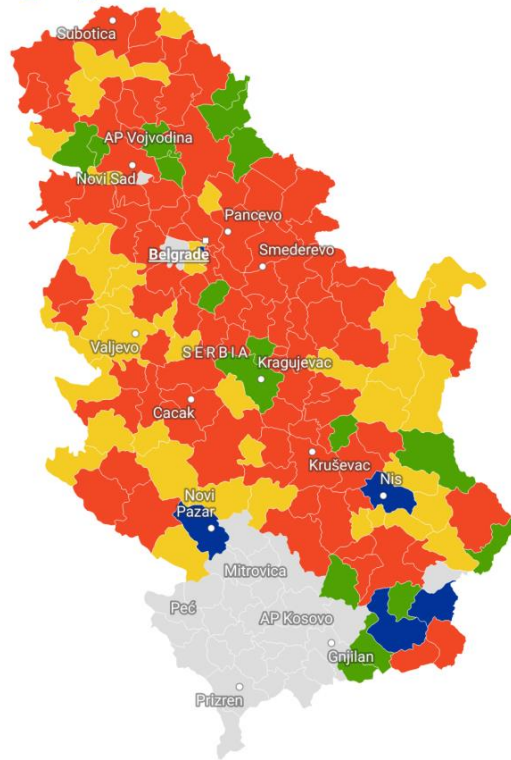 Subotica
AP Vojvodina
Novi Sad
Pancevo
Belgrade
Smederevo
Valjevo
SERBIA
Kragujevac
Cacak
Kruševac
Nis
Novi
Pazar
Mitrovica
Peć
AP Kosovo
Gnjilan
Prizren